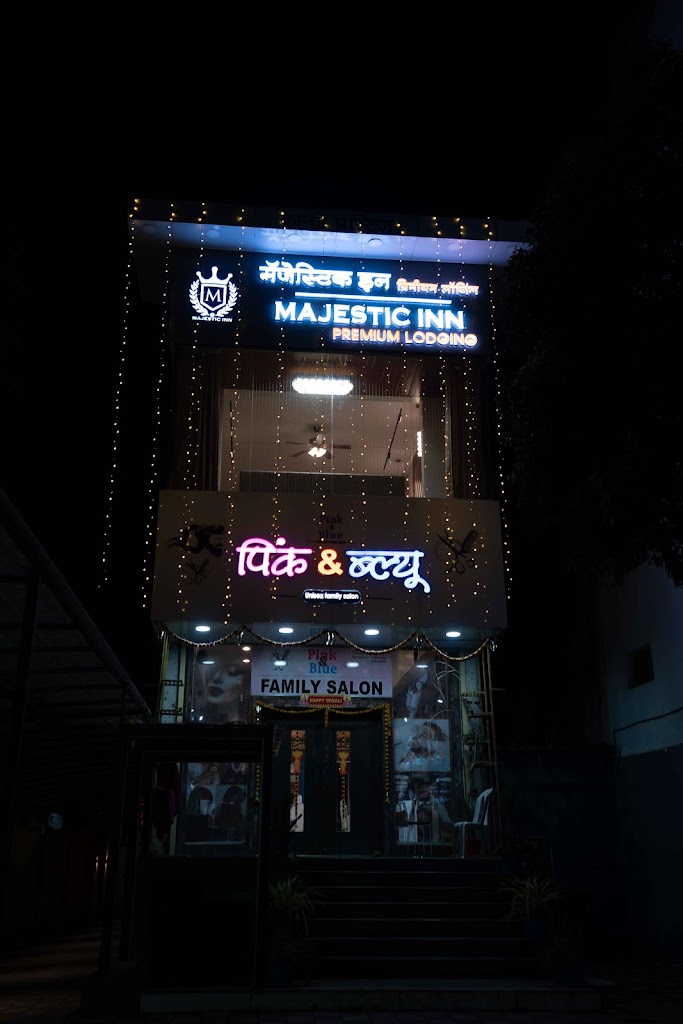 मॅजेस्टिक इन प्रिमीयम लॉजिंग
M
MAJESTIC INN
MAJESTIC INN
PREMIUM LODGING
Pink
&
Blue
पिंक & ब्ल्यू
Unisex family salon
Pink
&
Blue
FAMILY SALON
HAPPY DIWALI